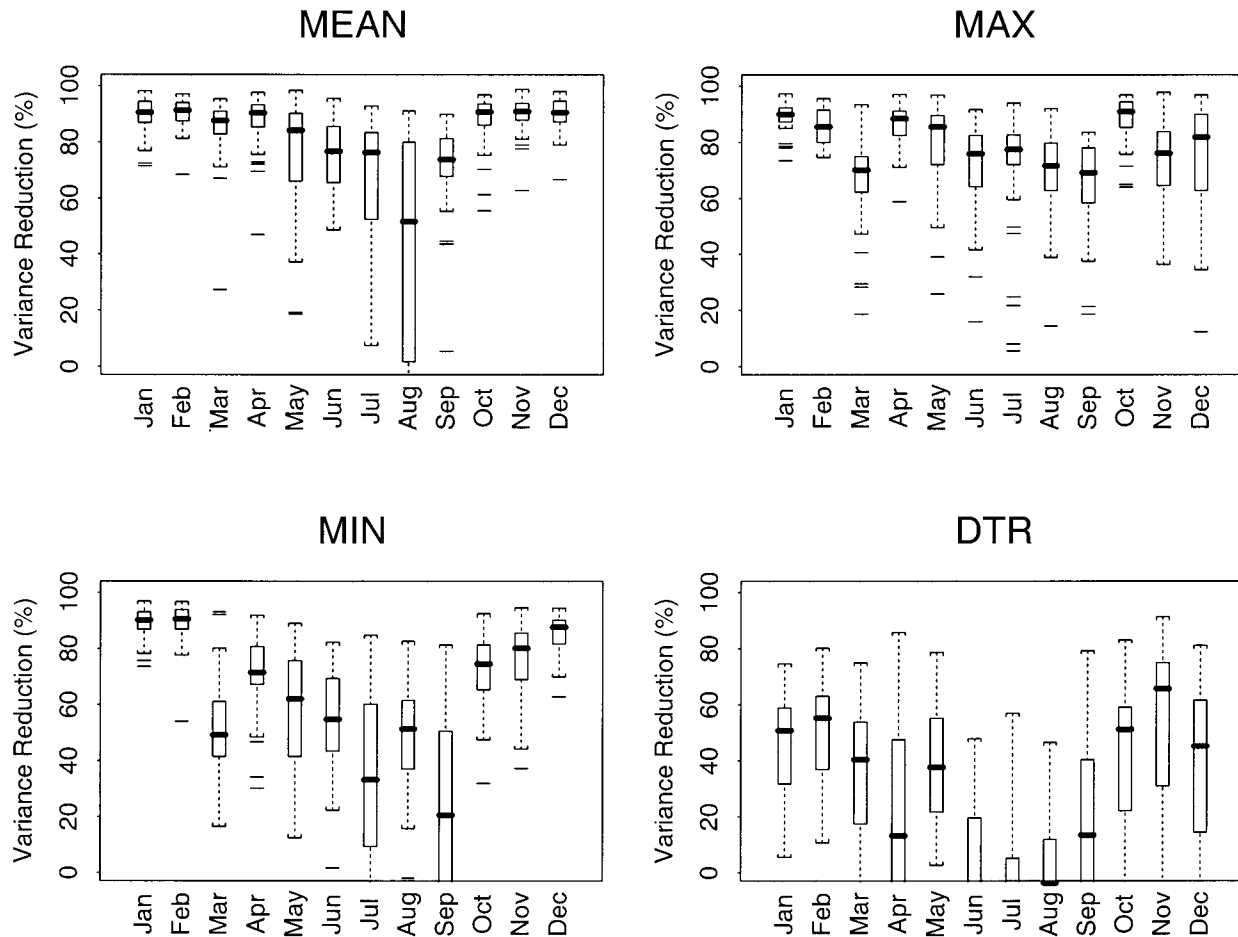 MEAN
MAX
Variance Reduction (%)
0 20 40 60 80 100
Jan Feb Mar Apr May Jun Jul Aug Sep Oct Nov Dec
Variance Reduction (%)
0 20 40 60 80 100
Jan Feb Mar Apr May Jun Jul Aug Sep Oct Nov Dec
MIN
DTR
Variance Reduction (%)
0 20 40 60 80 100
Jan Feb Mar Apr May Jun Jul Aug Sep Oct Nov Dec
Variance Reduction (%)
0 20 40 60 80 100
Jan Feb Mar Apr May Jun Jul Aug Sep Oct Nov Dec